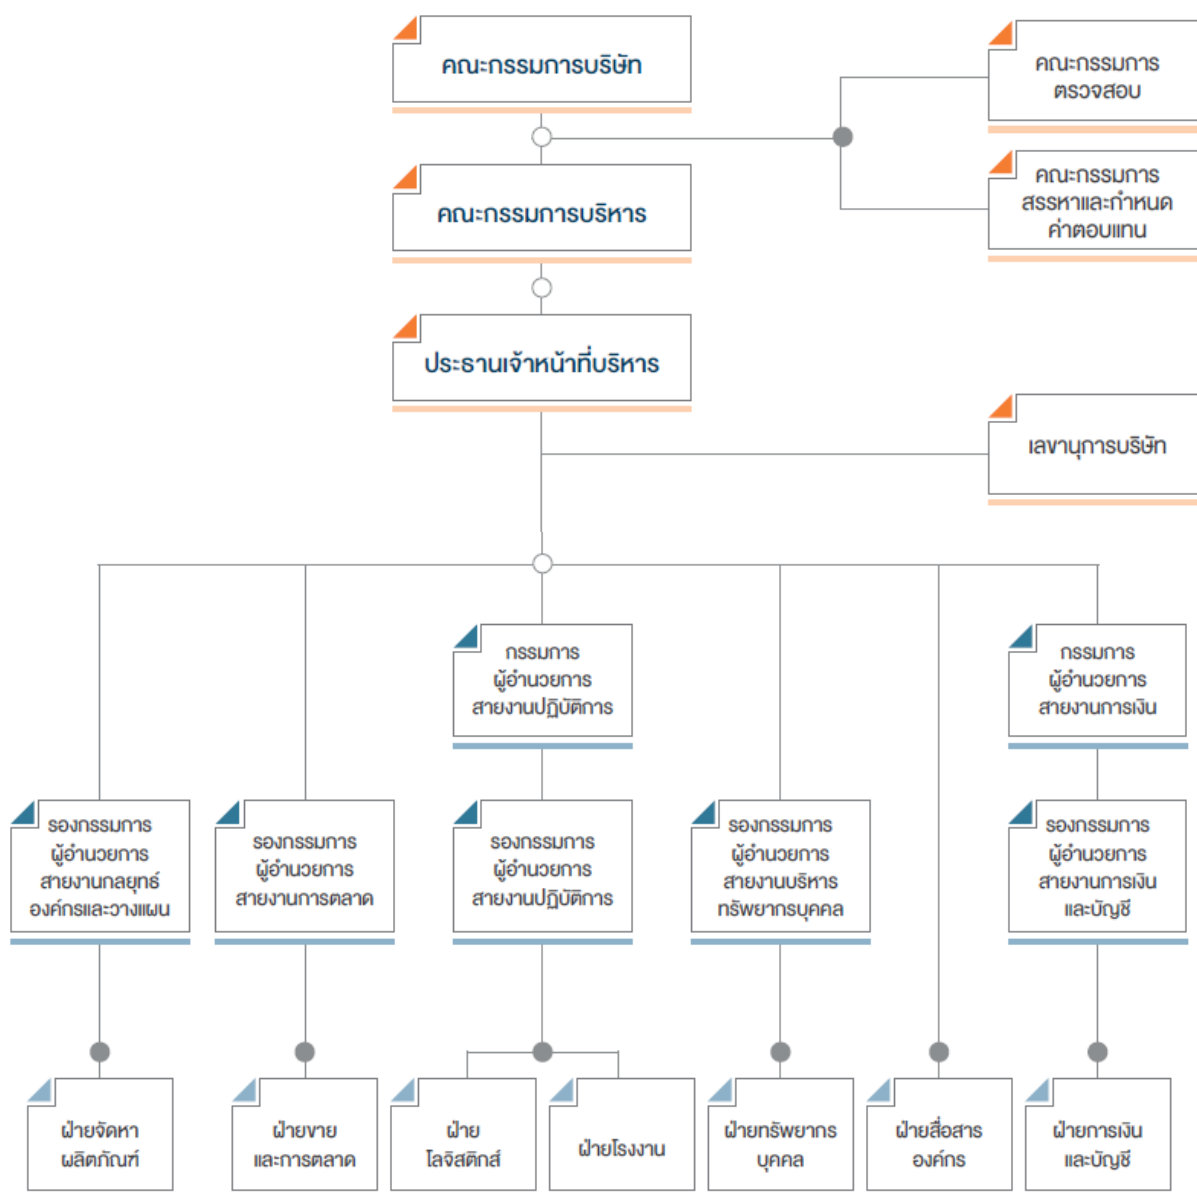 คณะกรรมการบริษัท
คณะกรรมการ
ตรวจสอบ
คณะกรรมการบริหาร
คณะกรรมการ
สรรหาและกำหนด
ค่าตอบแทน
ประธานเจ้าหน้าที่บริหาร
เลขานุการบริษัท
กรรมการ
ผู้อำนวยการ
สายงานปฏิบัติการ
กรรมการ
ผู้อำนวยการ
สายงานการเงิน
รองกรรมการ
ผู้อำนวยการ
สายงานกลยุทธ์
องค์กรและวางแผน
รองกรรมการ
ผู้อำนวยการ
สายงานการตลาด
รองกรรมการ
ผู้อำนวยการ
สายงานปฏิบัติการ
รองกรรมการ
ผู้อำนวยการ
สายงานบริหาร
ทรัพยากรบุคคล
รองกรรมการ
ผู้อำนวยการ
สายงานการเงิน
และบัญชี
ฝ่ายจัดหา
ผลิตภัณฑ์
ฝ่ายขาย
และการตลาด
ฝ่าย
โลจิสติกส์
ฝ่ายโรงงาน
ฝ่ายทรัพยากร
บุคคล
ฝ่ายสื่อสาร
องค์กร
ฝ่ายการเงิน
และบัญชี